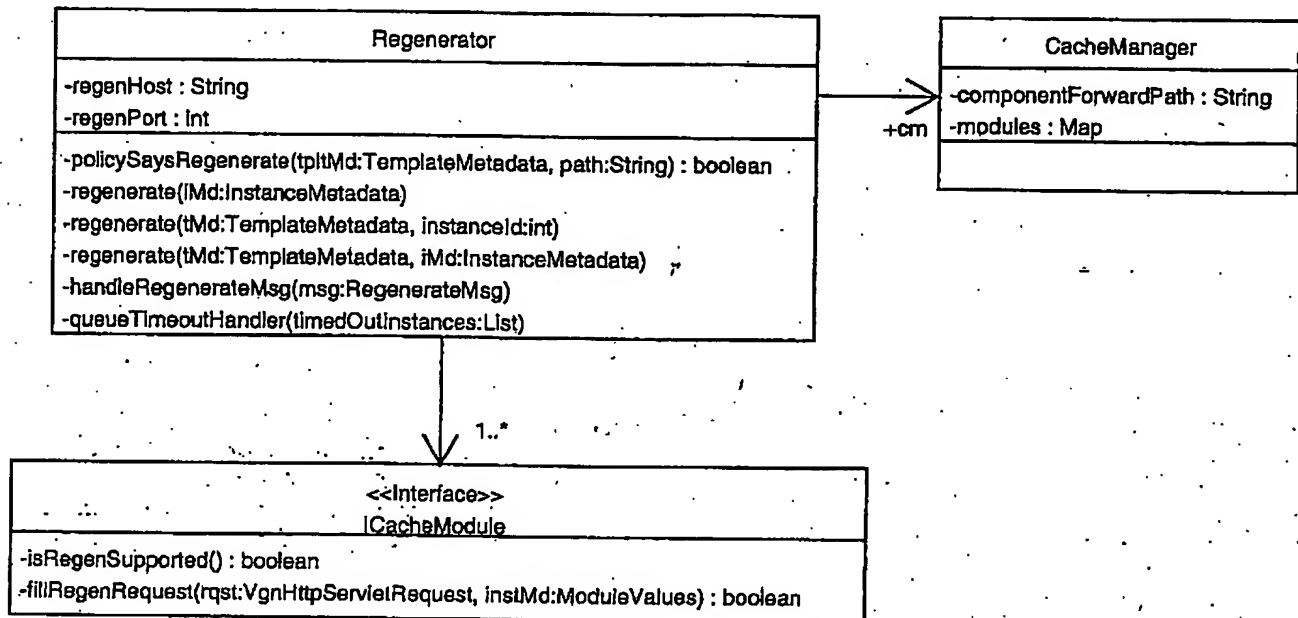 Regenerator
-regenHost : String
-regenPort : int
-policySaysRegenerate(tpltMd:TemplateMetadata, path:String) : boolean
-regenerate(iMd:InstanceMetadata)
-regenerate(tMd:TemplateMetadata, instanceId:int)
-regenerate(tMd:TemplateMetadata, iMd:InstanceMetadata)
-handleRegenerateMsg(msg:RegenerateMsg)
-queueTimeoutHandler(timedOutInstances:List)
+cm
CacheManager
-componentForwardPath : String
-modules : Map
1..*
<<Interface>>
ICacheModule
-isRegenSupported() : boolean
-fillRegenRequest(rqst:VgnHttpServletRequest, instMd:ModuleValues) : boolean